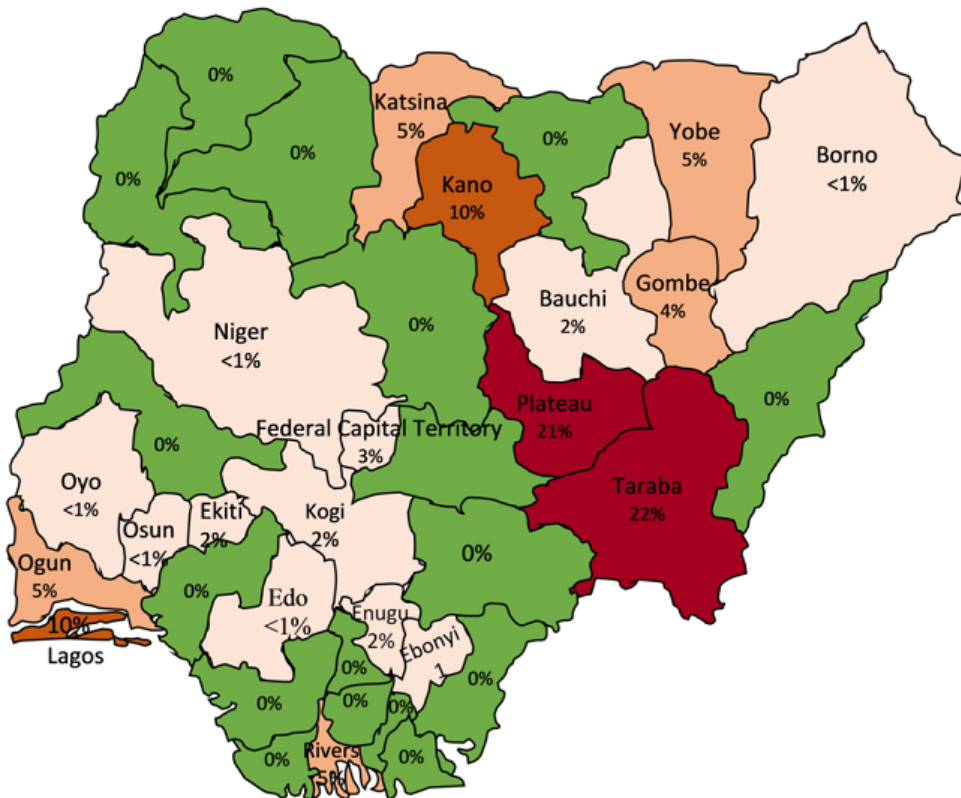 0%
Katsina
5%
0%
0%
0%
Yobe
5%
Borno
<1%
Kano
10%
Niger
<1%
0%
Bauchi
2%
Gombe
4%
0%
Plateau
21%
Federal Capital Territory
3%
0%
Oyo
<1%
Taraba
22%
Osun
<1%
Ekiti
2%
Kogi
2%
0%
Ogun
5%
0%
Edo
<1%
Enugu
2%
Ebonyi
1
10%
Lagos
0%
0%
0%
0%
0%
Rivers
5%
0%
0%